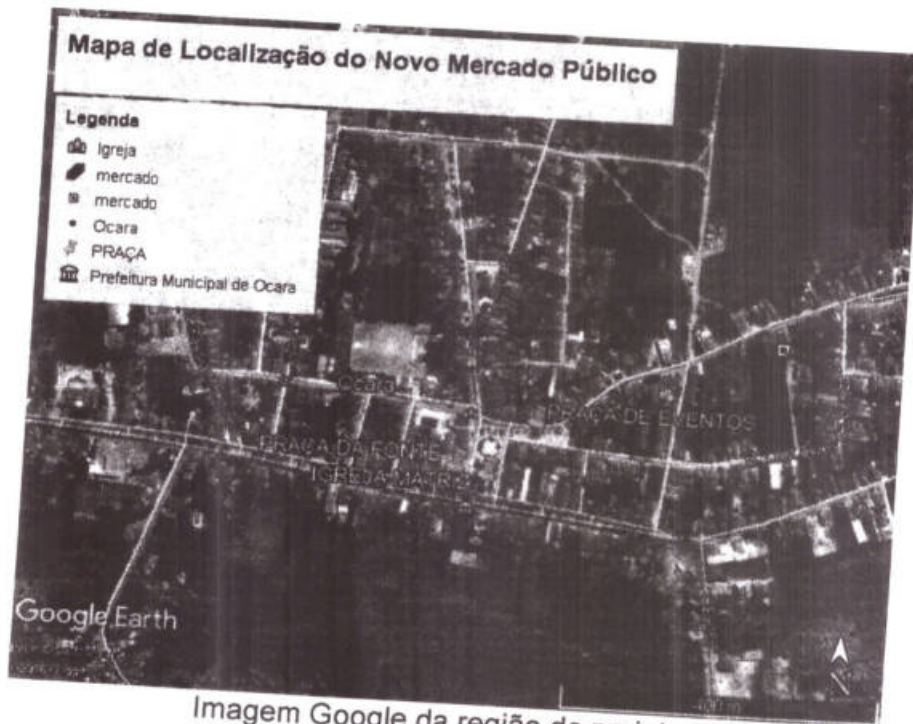 Mapa de Localização do Novo Mercado Público
Legenda
Igreja
mercado
mercado
Ocara
PRAÇA
Prefeitura Municipal de Ocara
Ocara
PRAÇA DE EVENTOS
PRAÇA DA FONTE
IGREJA MATRIZ
Google Earth
N
Imagem Google da região